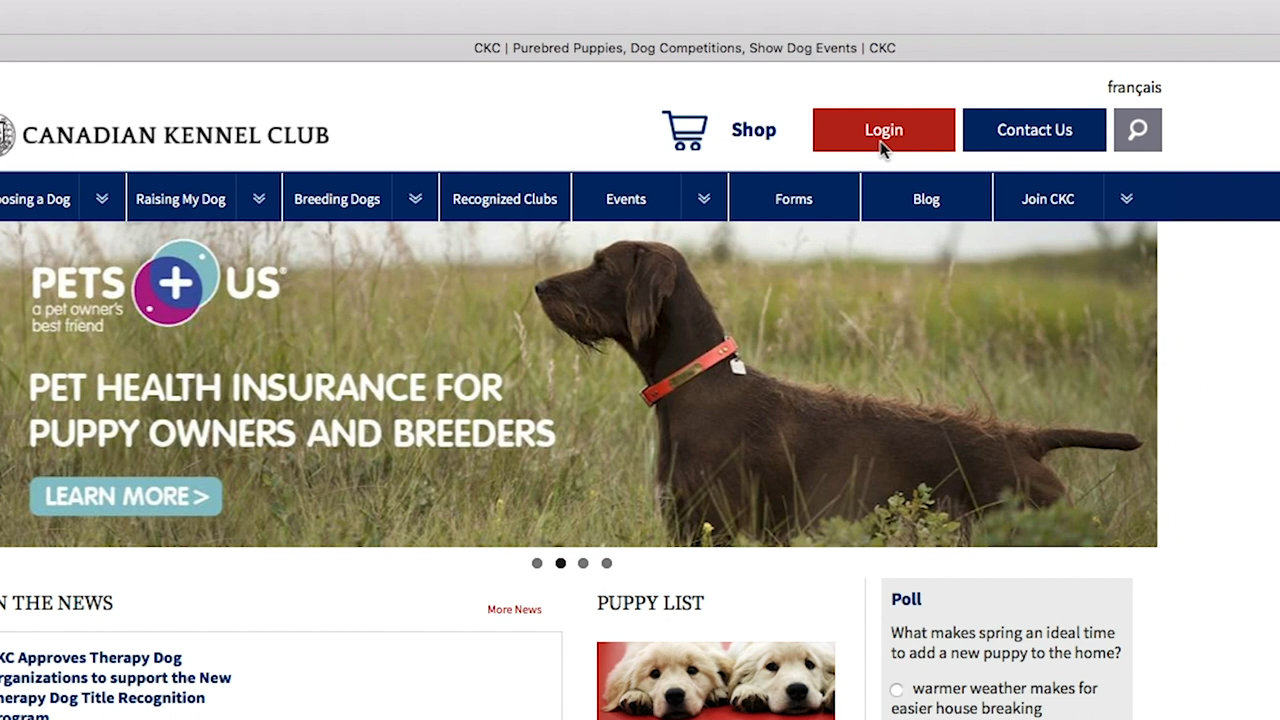 CKC | Purebred Puppies, Dog Competitions, Show Dog Events | CKC
français
CANADIAN KENNEL CLUB
Shop
Login
Contact Us
osing a Dog
Raising My Dog
Breeding Dogs
Recognized Clubs
Events
Forms
Blog
Join CKC
PETS + US
a pet owner's
best friend
PET HEALTH INSURANCE FOR
PUPPY OWNERS AND BREEDERS
LEARN MORE >
N THE NEWS
More News
KC Approves Therapy Dog
rganizations to support the New
herapy Dog Title Recognition
rogram
PUPPY LIST
Poll
What makes spring an ideal time
to add a new puppy to the home?
warmer weather makes for
easier house breaking